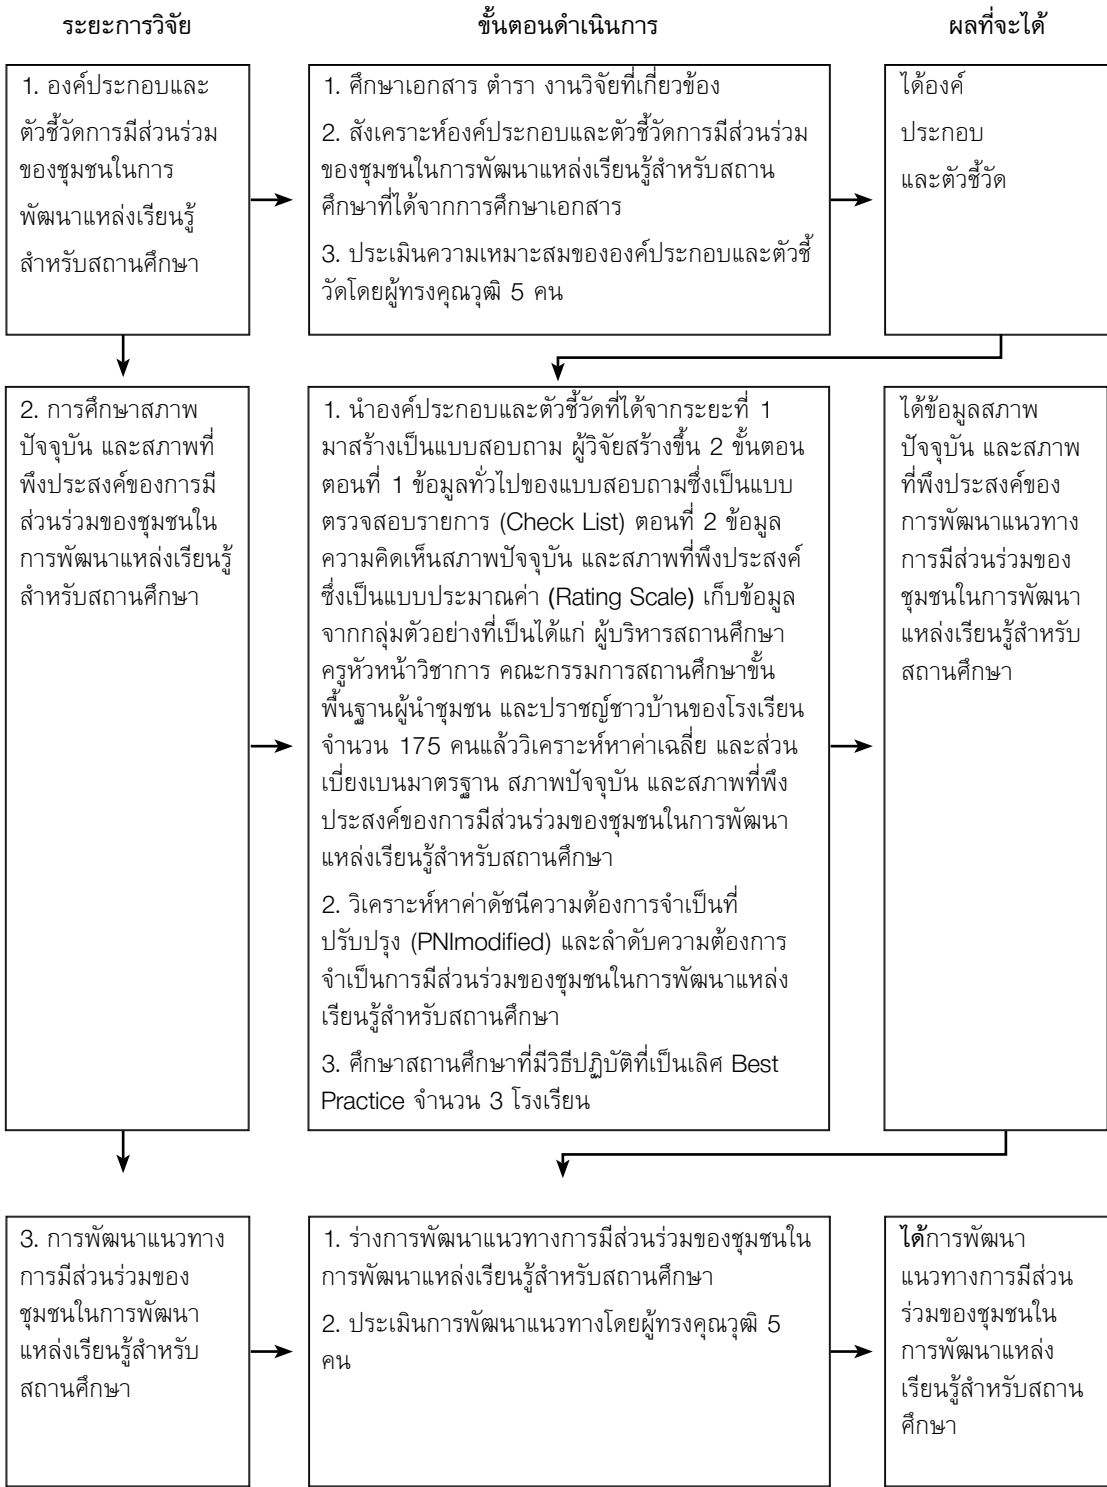 ระยะการวิจัย
ขั้นตอนดำเนินการ
ผลที่จะได้
1. องค์ประกอบและ
ตัวชี้วัดการมีส่วนร่วม
ของชุมชนในการ
พัฒนาแหล่งเรียนรู้
สำหรับสถานศึกษา
1. ศึกษาเอกสาร ตำรา งานวิจัยที่เกี่ยวข้อง
2. สังเคราะห์องค์ประกอบและตัวชี้วัดการมีส่วนร่วม
ของชุมชนในการพัฒนาแหล่งเรียนรู้สำหรับสถาน
ศึกษาที่ได้จากการศึกษาเอกสาร
3. ประเมินความเหมาะสมขององค์ประกอบและตัวชี้
วัดโดยผู้ทรงคุณวุฒิ 5 คน
ได้องค์
ประกอบ
และตัวชี้วัด
2. การศึกษาสภาพ
ปัจจุบัน และสภาพที่
พึงประสงค์ของการมี
ส่วนร่วมของชุมชนใน
การพัฒนาแหล่งเรียนรู้
สำหรับสถานศึกษา
1. นำองค์ประกอบและตัวชี้วัดที่ได้จากระยะที่ 1
มาสร้างเป็นแบบสอบถาม ผู้วิจัยสร้างขึ้น 2 ขั้นตอน
ตอนที่ 1 ข้อมูลทั่วไปของแบบสอบถามซึ่งเป็นแบบ
ตรวจสอบรายการ (Check List) ตอนที่ 2 ข้อมูล
ความคิดเห็นสภาพปัจจุบัน และสภาพที่พึงประสงค์
ซึ่งเป็นแบบประมาณค่า (Rating Scale) เก็บข้อมูล
จากกลุ่มตัวอย่างที่เป็นได้แก่ ผู้บริหารสถานศึกษา
ครูหัวหน้าวิชาการ คณะกรรมการสถานศึกษาขั้น
พื้นฐานผู้นำชุมชน และปราชญ์ชาวบ้านของโรงเรียน
จำนวน 175 คนแล้ววิเคราะห์หาค่าเฉลี่ย และส่วน
เบี่ยงเบนมาตรฐาน สภาพปัจจุบัน และสภาพที่พึง
ประสงค์ของการมีส่วนร่วมของชุมชนในการพัฒนา
แหล่งเรียนรู้สำหรับสถานศึกษา
2. วิเคราะห์หาค่าดัชนีความต้องการจำเป็นที่
ปรับปรุง (PNImodified) และลำดับความต้องการ
จำเป็นการมีส่วนร่วมของชุมชนในการพัฒนาแหล่ง
เรียนรู้สำหรับสถานศึกษา
3. ศึกษาสถานศึกษาที่มีวิธีปฏิบัติที่เป็นเลิศ Best
Practice จำนวน 3 โรงเรียน
ได้ข้อมูลสภาพ
ปัจจุบัน และสภาพ
ที่พึงประสงค์ของ
การพัฒนาแนวทาง
การมีส่วนร่วมของ
ชุมชนในการพัฒนา
แหล่งเรียนรู้สำหรับ
สถานศึกษา
3. การพัฒนาแนวทาง
การมีส่วนร่วมของ
ชุมชนในการพัฒนา
แหล่งเรียนรู้สำหรับ
สถานศึกษา
1. ร่างการพัฒนาแนวทางการมีส่วนร่วมของชุมชนใน
การพัฒนาแหล่งเรียนรู้สำหรับสถานศึกษา
2. ประเมินการพัฒนาแนวทางโดยผู้ทรงคุณวุฒิ 5
คน
ได้การพัฒนา
แนวทางการมีส่วน
ร่วมของชุมชนใน
การพัฒนาแหล่ง
เรียนรู้สำหรับสถาน
ศึกษา